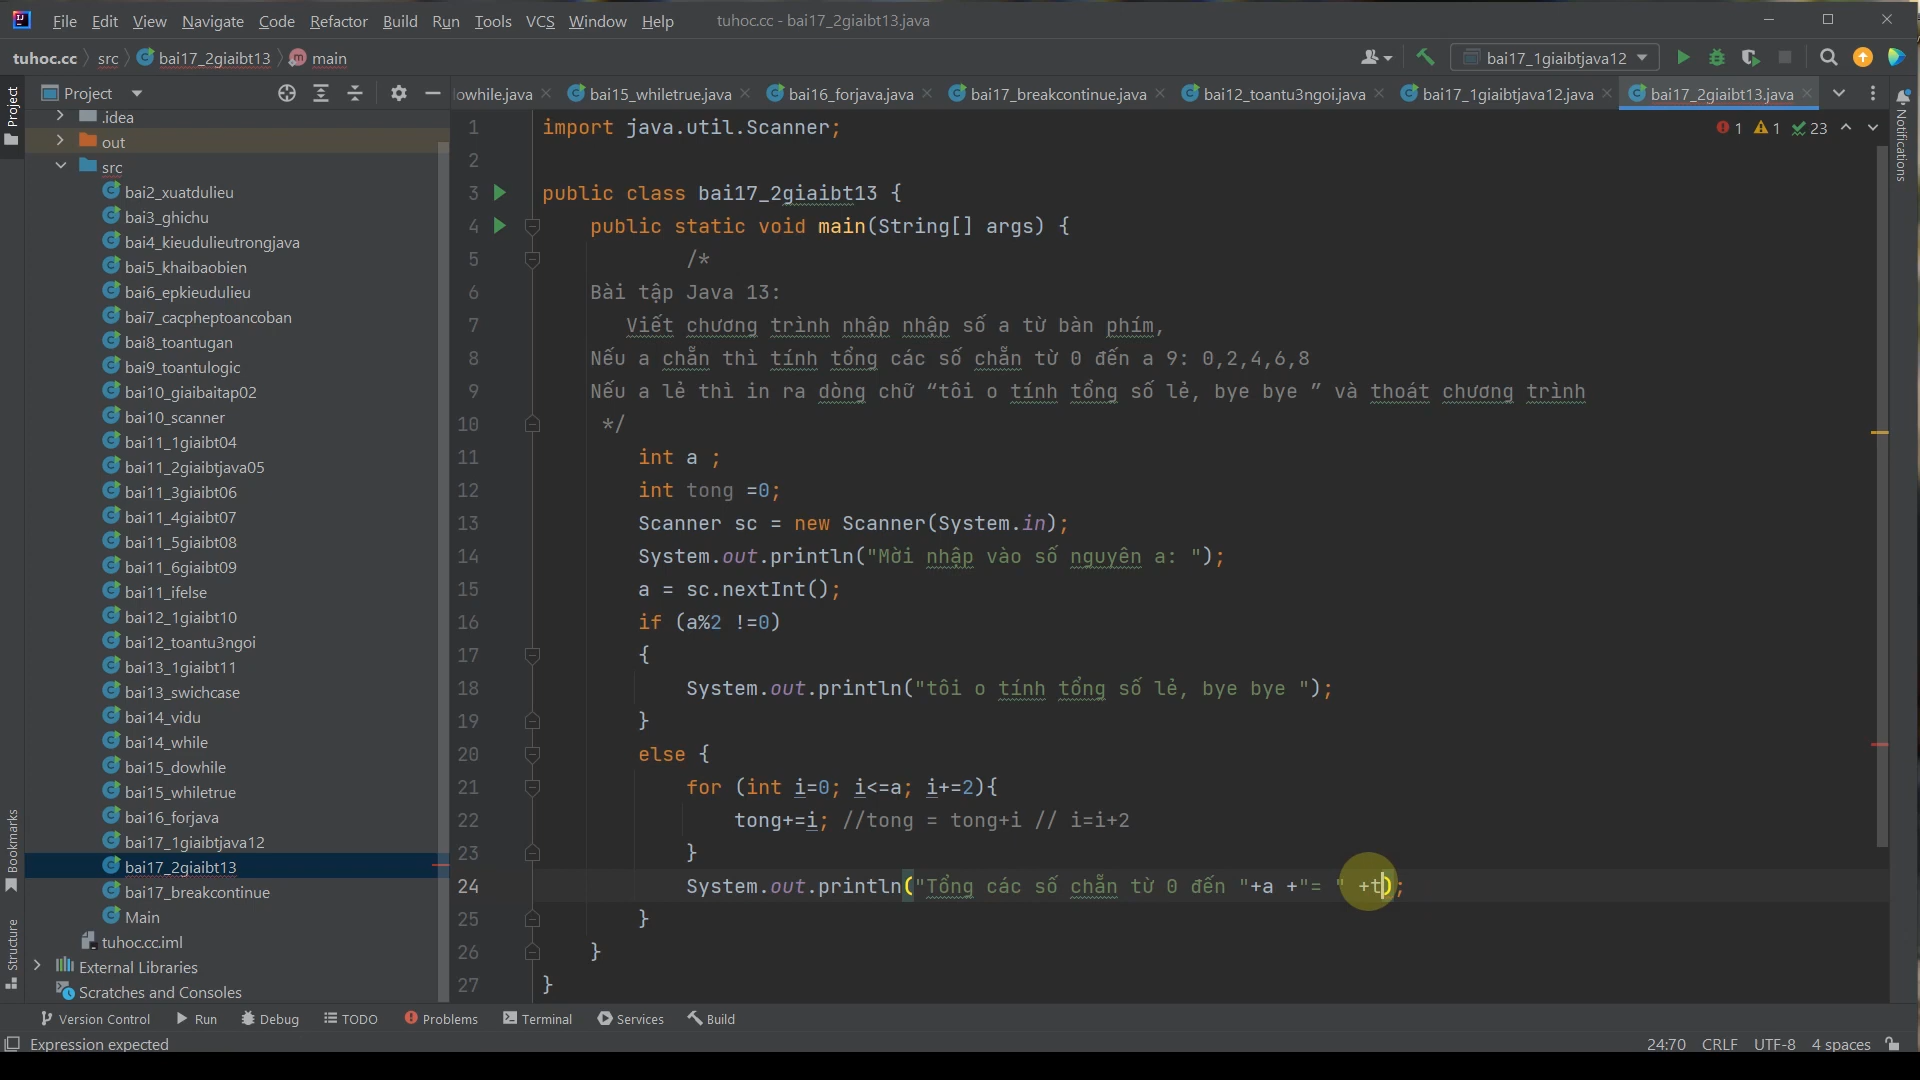 File Edit View Navigate Code Refactor Build Run Tools VCS Window Help tuhoc.cc - bai17_2giaibt13.java
tuhoc.cc src bai17_2giaibt13 main bai17_1giaibtjava12
Project owhile.java bai15_whiletrue.java bai16_forjava.java bai17_breakcontinue.java bai12_toantu3ngoi.java bai17_1giaibtjava12.java bai17_2giaibt13.java
Project
Bookmarks
Structure
Notifications
.idea
out
src
bai2_xuatdulieu
bai3_ghichu
bai4_kieudulieutrongjava
bai5_khaibaobien
bai6_epkieudulieu
bai7_cacpheptoancoban
bai8_toantugan
bai9_toantulogic
bai10_giaibaitap02
bai10_scanner
bai11_1giaibt04
bai11_2giaibtjava05
bai11_3giaibt06
bai11_4giaibt07
bai11_5giaibt08
bai11_6giaibt09
bai11_ifelse
bai12_1giaibt10
bai12_toantu3ngoi
bai13_1giaibt11
bai13_swichcase
bai14_vidu
bai14_while
bai15_dowhile
bai15_whiletrue
bai16_forjava
bai17_1giaibtjava12
bai17_2giaibt13
bai17_breakcontinue
Main
tuhoc.cc.iml
External Libraries
Scratches and Consoles
1 1 23
1 import java.util.Scanner;
2
3 public class bai17_2giaibt13 {
4 public static void main(String[] args) {
5 /*
6 Bài tập Java 13:
7 Viết chương trình nhập nhập số a từ bàn phím,
8 Nếu a chẵn thì tính tổng các số chẵn từ 0 đến a 9: 0,2,4,6,8
9 Nếu a lẻ thì in ra dòng chữ “tôi o tính tổng số lẻ, bye bye ” và thoát chương trình
10 */
11 int a ;
12 int tong =0;
13 Scanner sc = new Scanner(System.in);
14 System.out.println("Mời nhập vào số nguyên a: ");
15 a = sc.nextInt();
16 if (a%2 !=0)
17 {
18 System.out.println("tôi o tính tổng số lẻ, bye bye ");
19 }
20 else {
21 for (int i=0; i<=a; i+=2){
22 tong+=i; //tong = tong+i // i=i+2
23 }
24 System.out.println("Tổng các số chẵn từ 0 đến "+a +"= " +t);
25 }
26 }
27 }
Version Control Run Debug TODO Problems Terminal Services Build
Expression expected 24:70 CRLF UTF-8 4 spaces